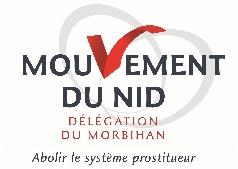 MOUVEMENT
DU NID
DÉLÉGATION
DU MORBIHAN
Abolir le système prostitueur